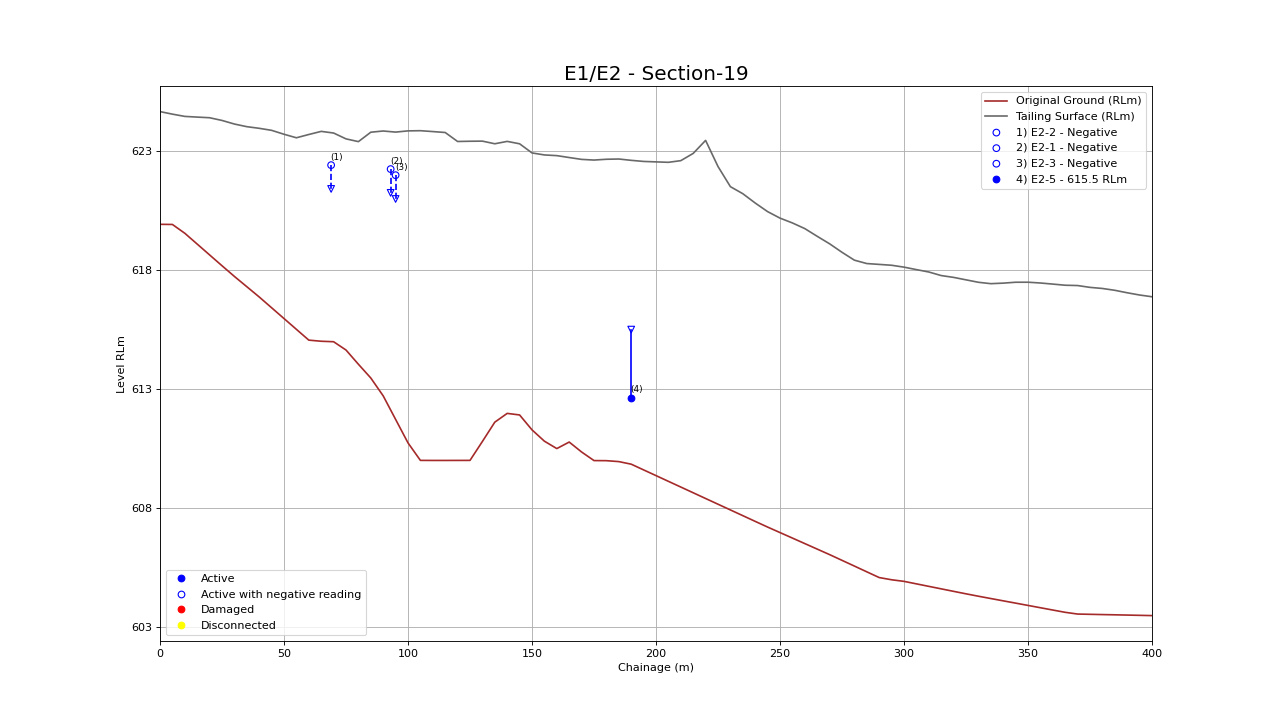 E1/E2 - Section-19
Original Ground (RLm)
Tailing Surface (RLm)
1) E2-2 - Negative
2) E2-1 - Negative
3) E2-3 - Negative
4) E2-5 - 615.5 RLm
(1)
(2)
(3)
(4)
623
618
613
608
603
Level RLm
Active
Active with negative reading
Damaged
Disconnected
0 50 100 150 200 250 300 350 400
Chainage (m)